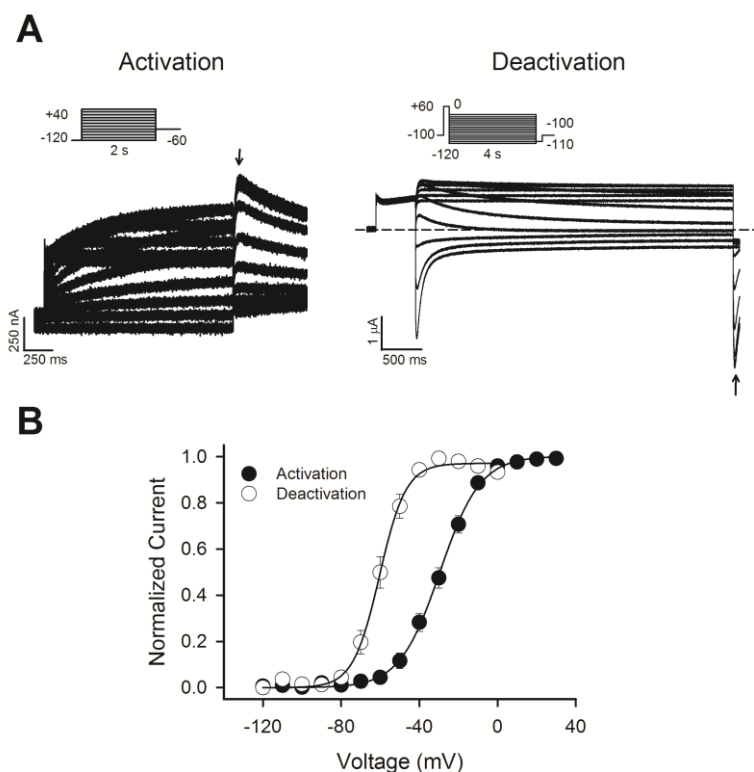 A
Activation
Deactivation
+40
-120
2 s
-60
+60
0
-100
-120
4 s
-100
-110
250 nA
250 ms
1 µA
500 ms
B
1.0
0.8
0.6
0.4
0.2
0.0
Normalized Current
Activation
Deactivation
-120
-80
-40
0
40
Voltage (mV)